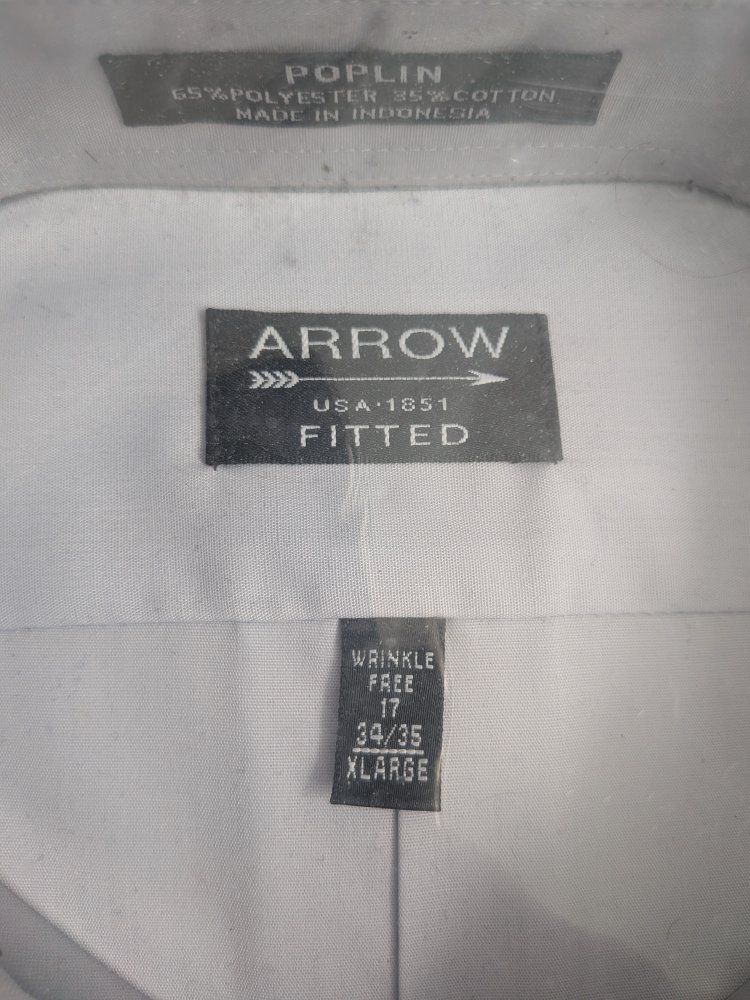 POPLIN
65% POLYESTER 35% COTTON
MADE IN INDONESIA
ARROW
USA·1851
FITTED
WRINKLE
FREE
17
34/35
XLARGE